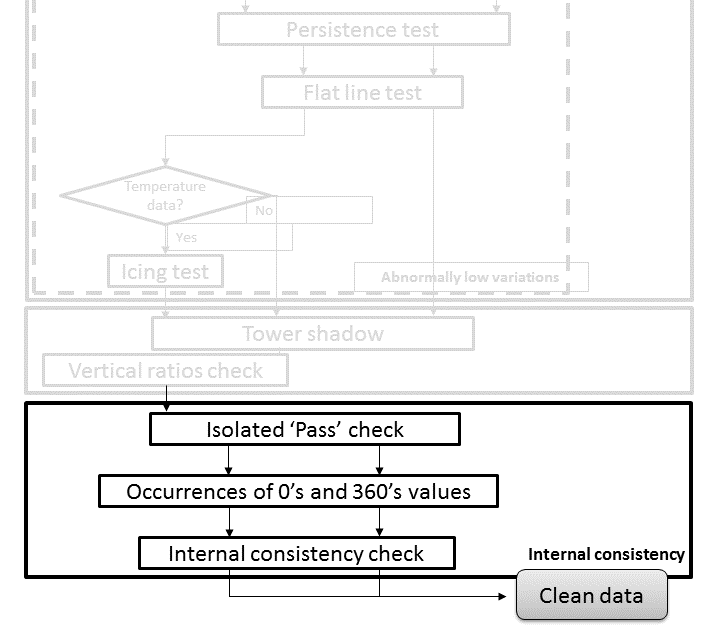 Persistence test
Flat line test
Temperature
data?
No
Yes
Icing test
Abnormally low variations
Tower shadow
Vertical ratios check
Isolated ‘Pass’ check
Occurrences of 0’s and 360’s values
Internal consistency check
Internal consistency
Clean data